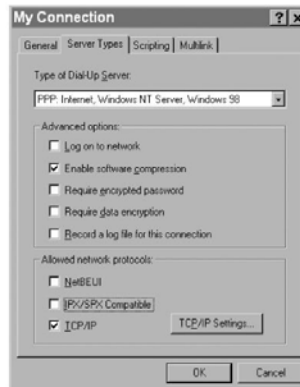 My Connection
General Server Types Scripting Multilink
Type of Dial-Up Server:
PPP: Internet, Windows NT Server, Windows 98
Advanced options:
Log on to network
Enable software compression
Require encrypted password
Require data encryption
Record a log file for this connection
Allowed network protocols:
NetBEUI
IPX/SPX Compatible
TCP/IP
TCP/IP Settings...
OK Cancel